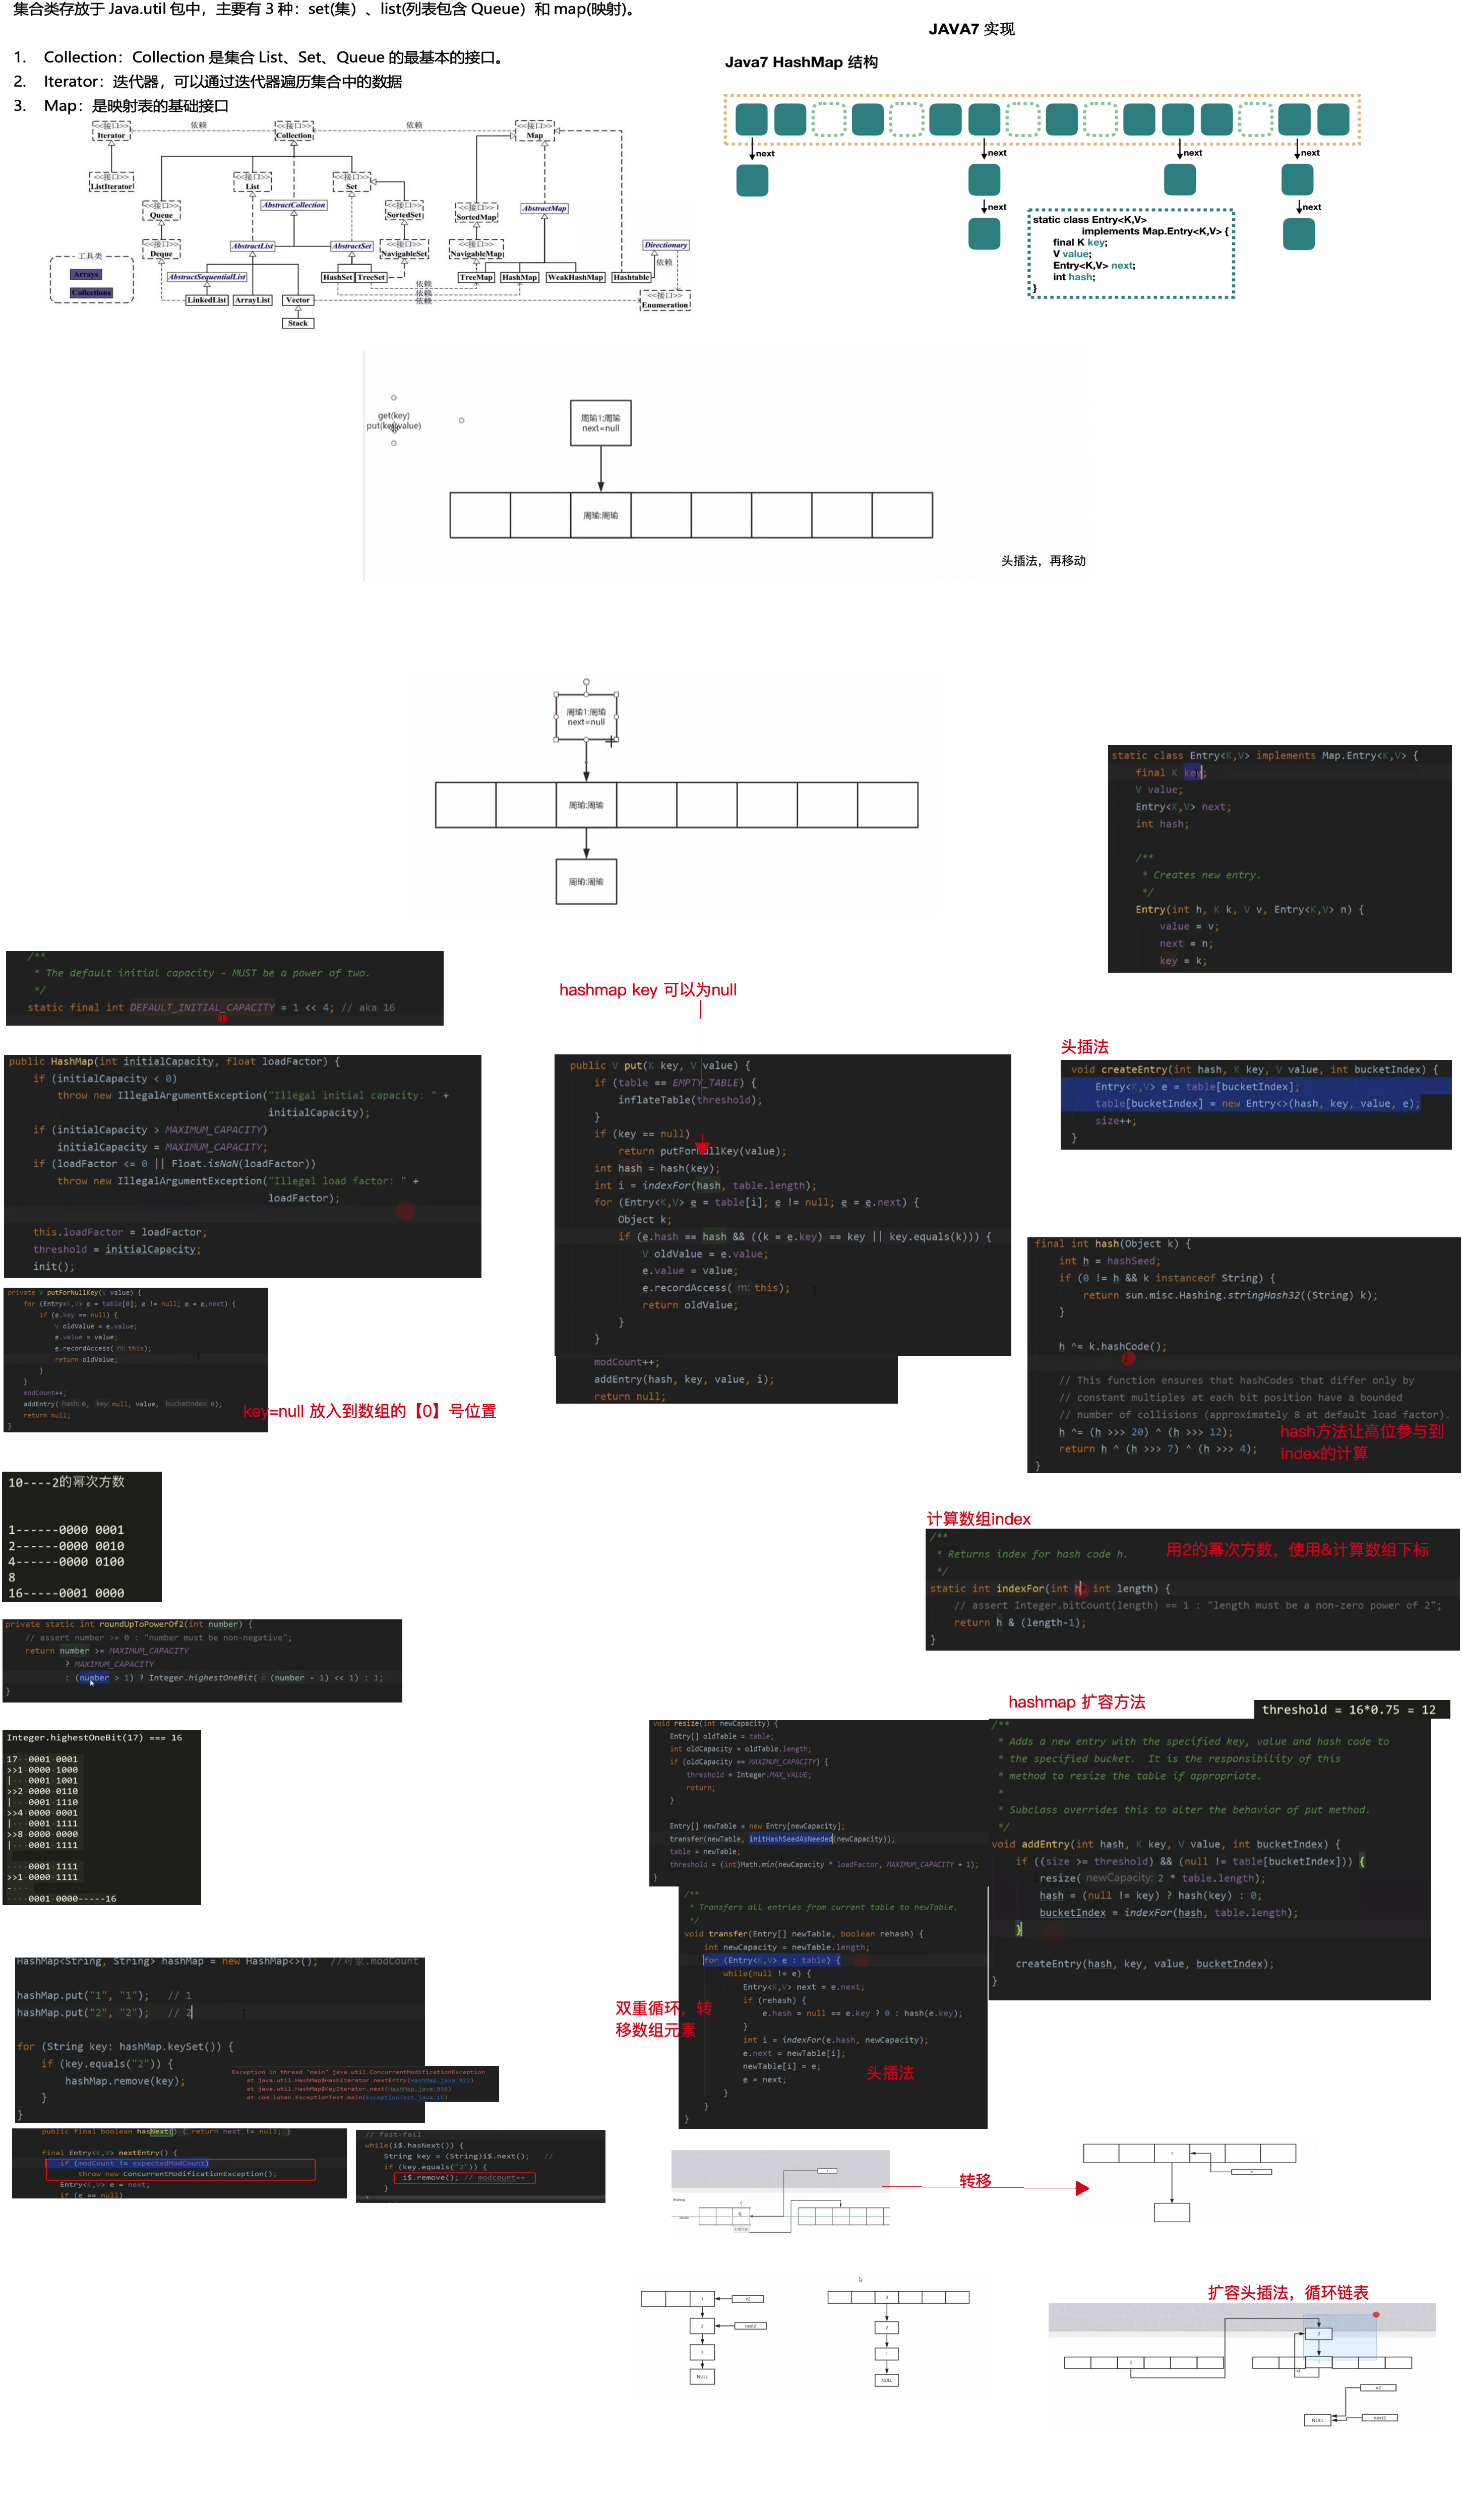 集合类存放于 Java.util 包中，主要有 3 种：set(集）、list(列表包含 Queue）和 map(映射)。
1. Collection：Collection 是集合 List、Set、Queue 的最基本的接口。
2. Iterator：迭代器，可以通过迭代器遍历集合中的数据
3. Map：是映射表的基础接口
<<接口>>
Iterator
依赖
<<接口>>
Collection
依赖
<<接口>>
Map
<<接口>>
ListIterator
<<接口>>
Queue
<<接口>>
List
<<接口>>
Set
AbstractCollection
<<接口>>
SortedSet
<<接口>>
SortedMap
AbstractMap
<<接口>>
Deque
AbstractList
AbstractSet
<<接口>>
NavigableSet
<<接口>>
NavigableMap
Dictionary
依赖
工具类
Arrays
Collections
AbstractSequentialList
HashSet
TreeSet
TreeMap
HashMap
WeakHashMap
Hashtable
依赖
依赖
依赖
LinkedList
ArrayList
Vector
<<接口>>
Enumeration
Stack
JAVA7 实现
Java7 HashMap 结构
next
next
next
next
next
next
static class Entry<K,V>
implements Map.Entry<K,V> {
final K key;
V value;
Entry<K,V> next;
int hash;
}
get(key)
put(key,value)
周瑜1:周瑜
next=null
周瑜:周瑜
头插法，再移动
周瑜1:周瑜
next=null
周瑜:周瑜
周瑜:周瑜
static class Entry<K,V> implements Map.Entry<K,V> {
final K key;
V value;
Entry<K,V> next;
int hash;
/**
* Creates new entry.
*/
Entry(int h, K k, V v, Entry<K,V> n) {
value = v;
next = n;
key = k;
/**
* The default initial capacity - MUST be a power of two.
*/
static final int DEFAULT_INITIAL_CAPACITY = 1 << 4; // aka 16
hashmap key 可以为null
public HashMap(int initialCapacity, float loadFactor) {
if (initialCapacity < 0)
throw new IllegalArgumentException("Illegal initial capacity: " +
initialCapacity);
if (initialCapacity > MAXIMUM_CAPACITY)
initialCapacity = MAXIMUM_CAPACITY;
if (loadFactor <= 0 || Float.isNaN(loadFactor))
throw new IllegalArgumentException("Illegal load factor: " +
loadFactor);
this.loadFactor = loadFactor;
threshold = initialCapacity;
init();
public V put(K key, V value) {
if (table == EMPTY_TABLE) {
inflateTable(threshold);
}
if (key == null)
return putForNullKey(value);
int hash = hash(key);
int i = indexFor(hash, table.length);
for (Entry<K,V> e = table[i]; e != null; e = e.next) {
Object k;
if (e.hash == hash && ((k = e.key) == key || key.equals(k))) {
V oldValue = e.value;
e.value = value;
e.recordAccess( m: this);
return oldValue;
}
}
modCount++;
addEntry(hash, key, value, i);
return null;
头插法
void createEntry(int hash, K key, V value, int bucketIndex) {
Entry<K,V> e = table[bucketIndex];
table[bucketIndex] = new Entry<>(hash, key, value, e);
size++;
}
final int hash(Object k) {
int h = hashSeed;
if (0 != h && k instanceof String) {
return sun.misc.Hashing.stringHash32((String) k);
}
h ^= k.hashCode();
// This function ensures that hashCodes that differ only by
// constant multiples at each bit position have a bounded
// number of collisions (approximately 8 at default load factor).
h ^= (h >>> 20) ^ (h >>> 12);
return h ^ (h >>> 7) ^ (h >>> 4);
}
hash方法让高位参与到
index的计算
private V putForNullKey(V value) {
for (Entry<K,V> e = table[0]; e != null; e = e.next) {
if (e.key == null) {
V oldValue = e.value;
e.value = value;
e.recordAccess( m: this);
return oldValue;
}
}
modCount++;
addEntry( hash: 0, key: null, value, bucketIndex: 0);
return null;
}
key=null 放入到数组的【0】号位置
10----2的幂次方数
1------0000 0001
2------0000 0010
4------0000 0100
8
16-----0001 0000
计算数组index
/**
* Returns index for hash code h.
*/
用2的幂次方数，使用&计算数组下标
static int indexFor(int h, int length) {
// assert Integer.bitCount(length) == 1 : "length must be a non-zero power of 2";
return h & (length-1);
}
private static int roundUpToPowerOf2(int number) {
// assert number >= 0 : "number must be non-negative";
return number >= MAXIMUM_CAPACITY
? MAXIMUM_CAPACITY
: (number > 1) ? Integer.highestOneBit( i: (number - 1) << 1) : 1;
}
Integer.highestOneBit(17) === 16
17 0001 0001
>>1 0000 1000
| 0001 1001
>>2 0000 0110
| 0001 1110
>>4 0000 0001
| 0001 1111
>>8 0000 0000
| 0001 1111
0001 1111
>>1 0000 1111
-
0001 0000-----16
hashmap 扩容方法
threshold = 16*0.75 = 12
void resize(int newCapacity) {
Entry[] oldTable = table;
int oldCapacity = oldTable.length;
if (oldCapacity == MAXIMUM_CAPACITY) {
threshold = Integer.MAX_VALUE;
return;
}
Entry[] newTable = new Entry[newCapacity];
transfer(newTable, initHashSeedAsNeeded(newCapacity));
table = newTable;
threshold = (int)Math.min(newCapacity * loadFactor, MAXIMUM_CAPACITY + 1);
}
/**
* Adds a new entry with the specified key, value and hash code to
* the specified bucket.  It is the responsibility of this
* method to resize the table if appropriate.
*
* Subclass overrides this to alter the behavior of put method.
*/
void addEntry(int hash, K key, V value, int bucketIndex) {
if ((size >= threshold) && (null != table[bucketIndex])) {
resize( newCapacity: 2 * table.length);
hash = (null != key) ? hash(key) : 0;
bucketIndex = indexFor(hash, table.length);
}
createEntry(hash, key, value, bucketIndex);
}
/**
* Transfers all entries from current table to newTable.
*/
void transfer(Entry[] newTable, boolean rehash) {
int newCapacity = newTable.length;
for (Entry<K,V> e : table) {
while(null != e) {
Entry<K,V> next = e.next;
if (rehash) {
e.hash = null == e.key ? 0 : hash(e.key);
}
int i = indexFor(e.hash, newCapacity);
e.next = newTable[i];
newTable[i] = e;
e = next;
}
}
}
双重循环，转
移数组元素
头插法
HashMap<String, String> hashMap = new HashMap<>(); //对象.modCount
hashMap.put("1", "1"); // 1
hashMap.put("2", "2"); // 2
for (String key: hashMap.keySet()) {
if (key.equals("2")) {
hashMap.remove(key);
}
}
Exception in thread "main" java.util.ConcurrentModificationException
at java.util.HashMap$HashIterator.nextEntry(HashMap.java:922)
at java.util.HashMap$KeyIterator.next(HashMap.java:956)
at com.luban.ExceptionTest.main(ExceptionTest.java:15)
public final boolean hasNext() { return next != null; }
final Entry<K,V> nextEntry() {
if (modCount != expectedModCount)
throw new ConcurrentModificationException();
Entry<K,V> e = next;
if (e == null)
// fast-fail
while(i$.hasNext()) {
String key = (String)i$.next(); //
if (key.equals("2")) {
i$.remove(); // modcount++
}
转移
1
e
1
e2
2
next2
3
NULL
3
2
1
NULL
扩容头插法，循环链表
2
3
1
e2
NULL
next2